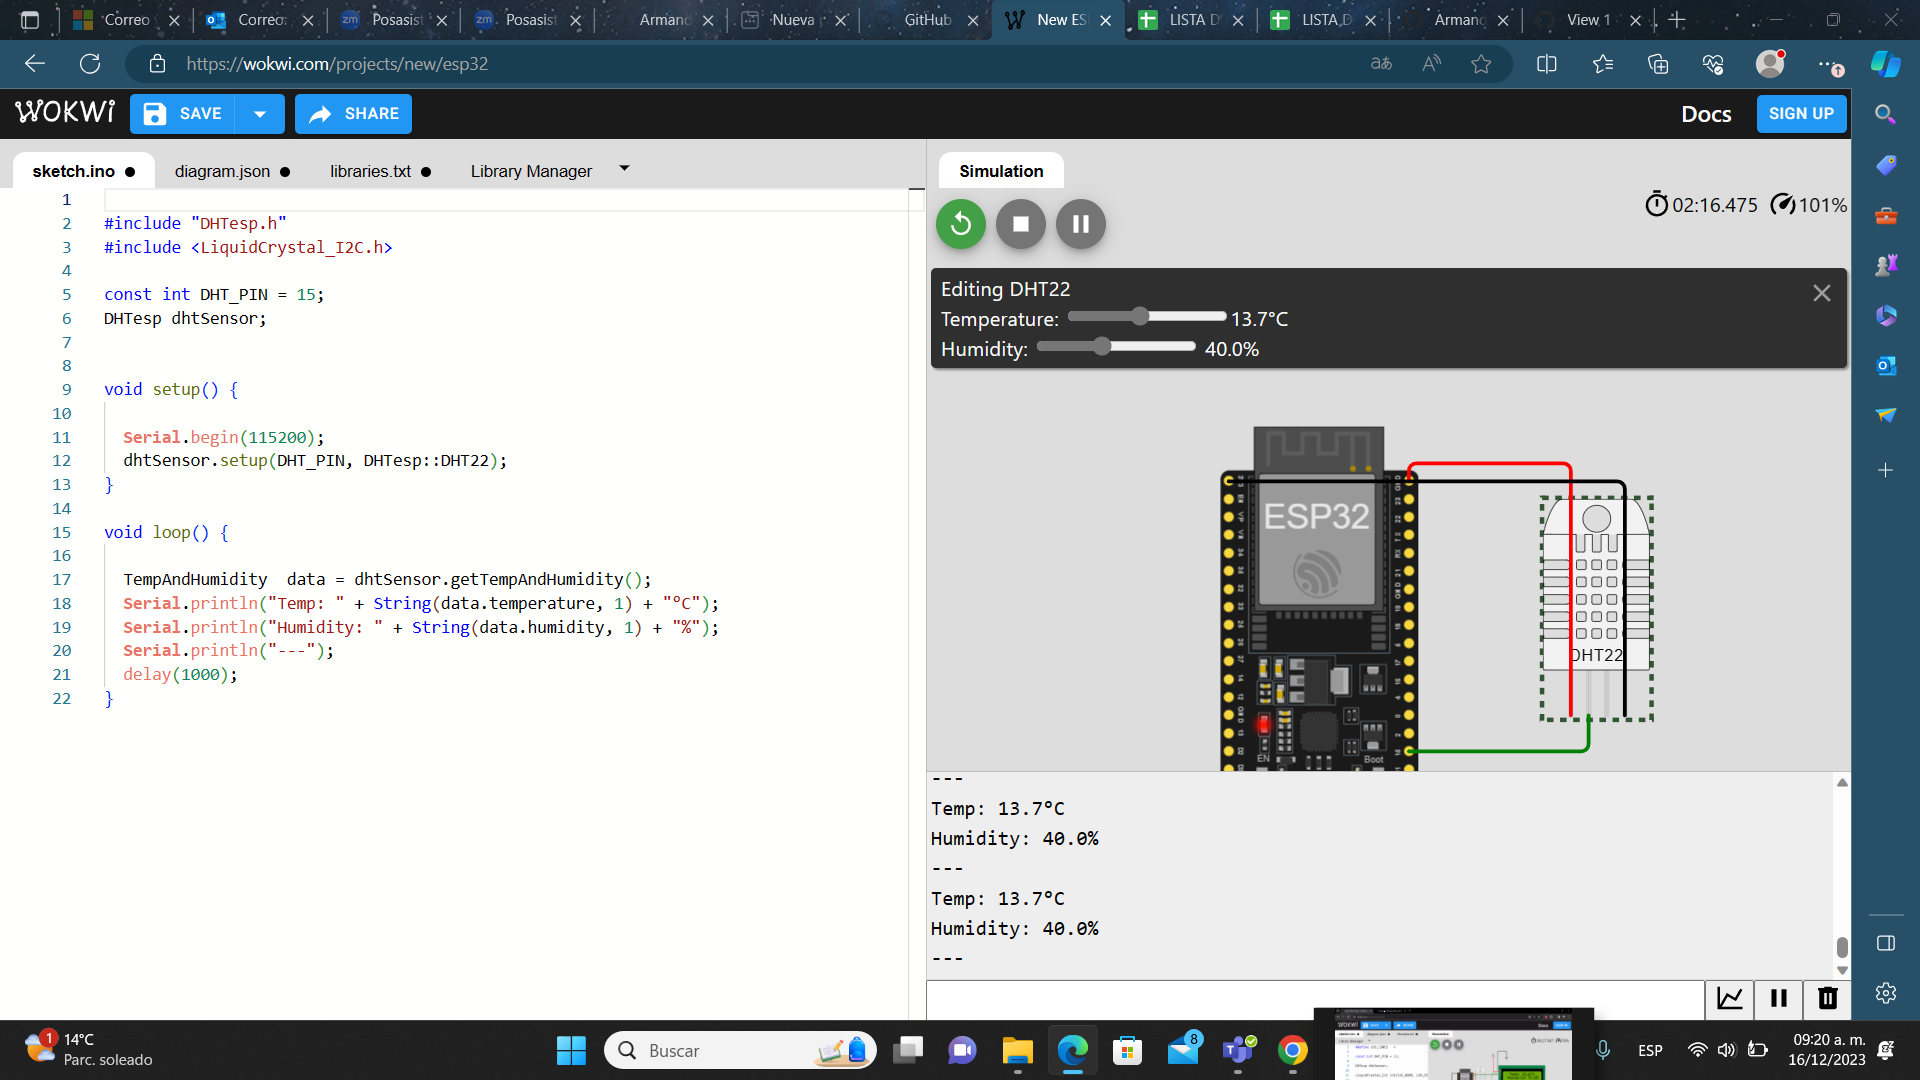 Correo
Correo:
Posasist
Posasist
Armand
Nueva
GitHub
New ES
LISTA D
LISTA D
Armand
View 1
https://wokwi.com/projects/new/esp32
WOKWI
SAVE
SHARE
Docs
SIGN UP
sketch.ino
diagram.json
libraries.txt
Library Manager
Simulation
02:16.475
101%
1
2 #include "DHTesp.h"
3 #include <LiquidCrystal_I2C.h>
4
5 const int DHT_PIN = 15;
6 DHTesp dhtSensor;
7
8
9 void setup() {
10
11 Serial.begin(115200);
12 dhtSensor.setup(DHT_PIN, DHTesp::DHT22);
13 }
14
15 void loop() {
16
17 TempAndHumidity  data = dhtSensor.getTempAndHumidity();
18 Serial.println("Temp: " + String(data.temperature, 1) + "°C");
19 Serial.println("Humidity: " + String(data.humidity, 1) + "%");
20 Serial.println("---");
21 delay(1000);
22 }
Editing DHT22
Temperature: 13.7°C
Humidity: 40.0%
ESP32
DHT22
EN
Boot
---
Temp: 13.7°C
Humidity: 40.0%
---
Temp: 13.7°C
Humidity: 40.0%
---
1
14°C
Parc. soleado
Buscar
8
ESP
09:20 a. m.
16/12/2023